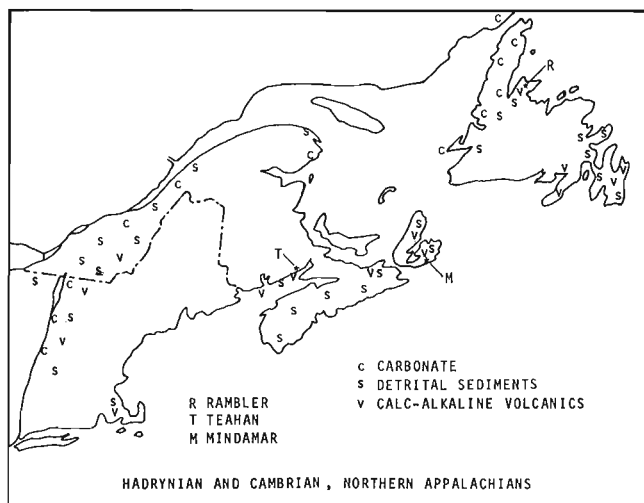 C
C
R
C
V
S
C
S
S
S
C
C
S
S
S
S
C
S
V
V
S
V
S
C
S
C
S
S
V
S
V
V
S
M
T
V
S
V
V
S
S
C
V
S
S
S
S
C
S
V
C
S
S
V
C CARBONATE
S DETRITAL SEDIMENTS
V CALC-ALKALINE VOLCANICS
R RAMBLER
T TEAHAN
M MINDAMAR
HADRYNIAN AND CAMBRIAN, NORTHERN APPALACHIANS